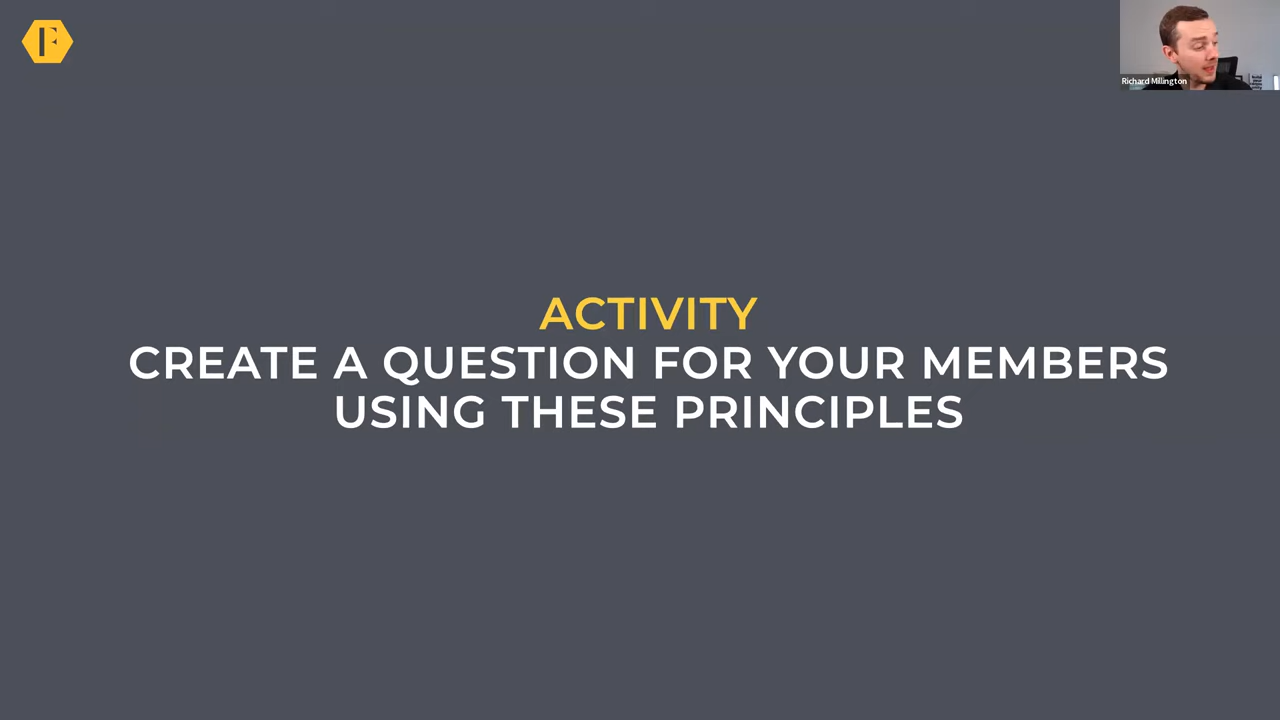 F
Richard Millington
ACTIVITY
CREATE A QUESTION FOR YOUR MEMBERS
USING THESE PRINCIPLES